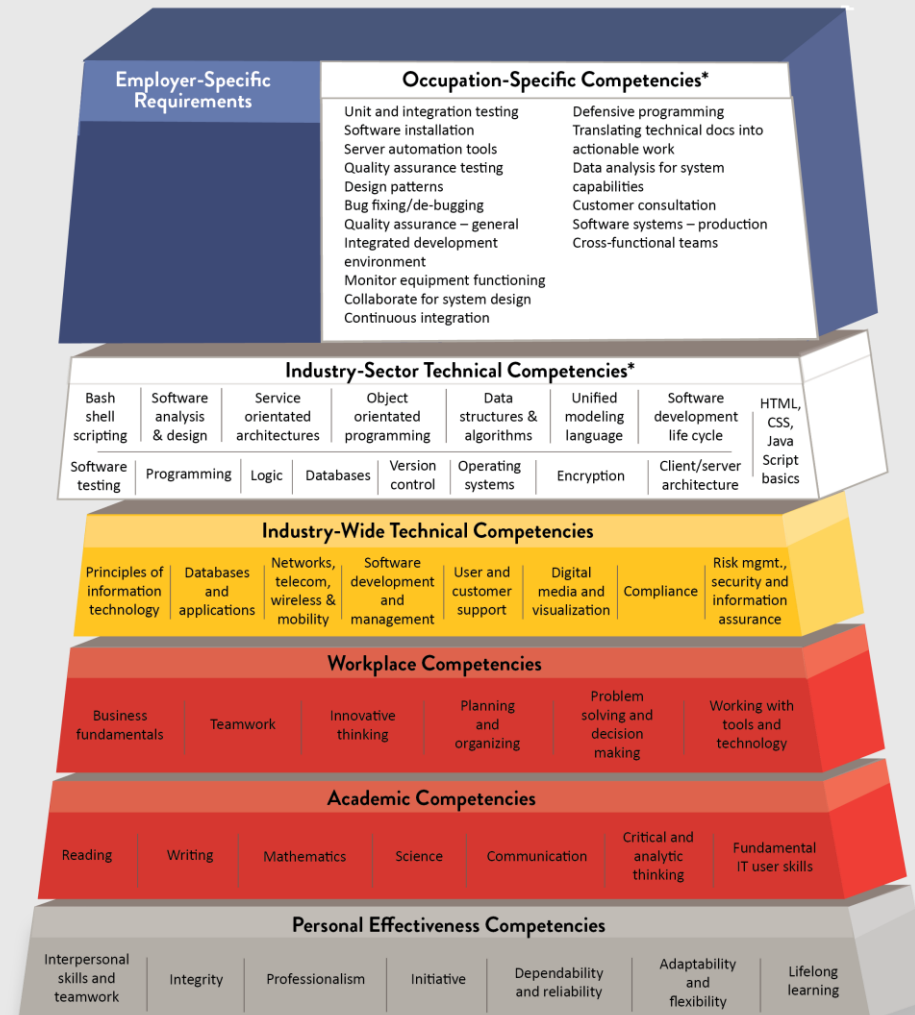 Employer-Specific
Requirements
Occupation-Specific Competencies*
Unit and integration testing
Software installation
Server automation tools
Quality assurance testing
Design patterns
Bug fixing/de-bugging
Quality assurance – general
Integrated development
environment
Monitor equipment functioning
Collaborate for system design
Continuous integration
Defensive programming
Translating technical docs into
actionable work
Data analysis for system
capabilities
Customer consultation
Software systems – production
Cross-functional teams
Industry-Sector Technical Competencies*
Bash
shell
scripting
Software
analysis
& design
Service
orientated
architectures
Object
orientated
programming
Data
structures &
algorithms
Unified
modeling
language
Software
development
life cycle
HTML,
CSS,
Java
Script
basics
Software
testing
Programming
Logic
Databases
Version
control
Operating
systems
Encryption
Client/server
architecture
Industry-Wide Technical Competencies
Principles of
information
technology
Databases
and
applications
Networks,
telecom,
wireless &
mobility
Software
development
and
management
User and
customer
support
Digital
media and
visualization
Compliance
Risk mgmt.,
security and
information
assurance
Workplace Competencies
Business
fundamentals
Teamwork
Innovative
thinking
Planning
and
organizing
Problem
solving and
decision
making
Working with
tools and
technology
Academic Competencies
Reading
Writing
Mathematics
Science
Communication
Critical and
analytic
thinking
Fundamental
IT user skills
Personal Effectiveness Competencies
Interpersonal
skills and
teamwork
Integrity
Professionalism
Initiative
Dependability
and reliability
Adaptability
and
flexibility
Lifelong
learning